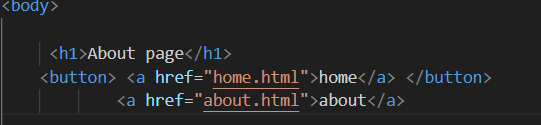 <body>
<h1>About page</h1>
<button> <a href="home.html">home</a> </button>
<a href="about.html">about</a>